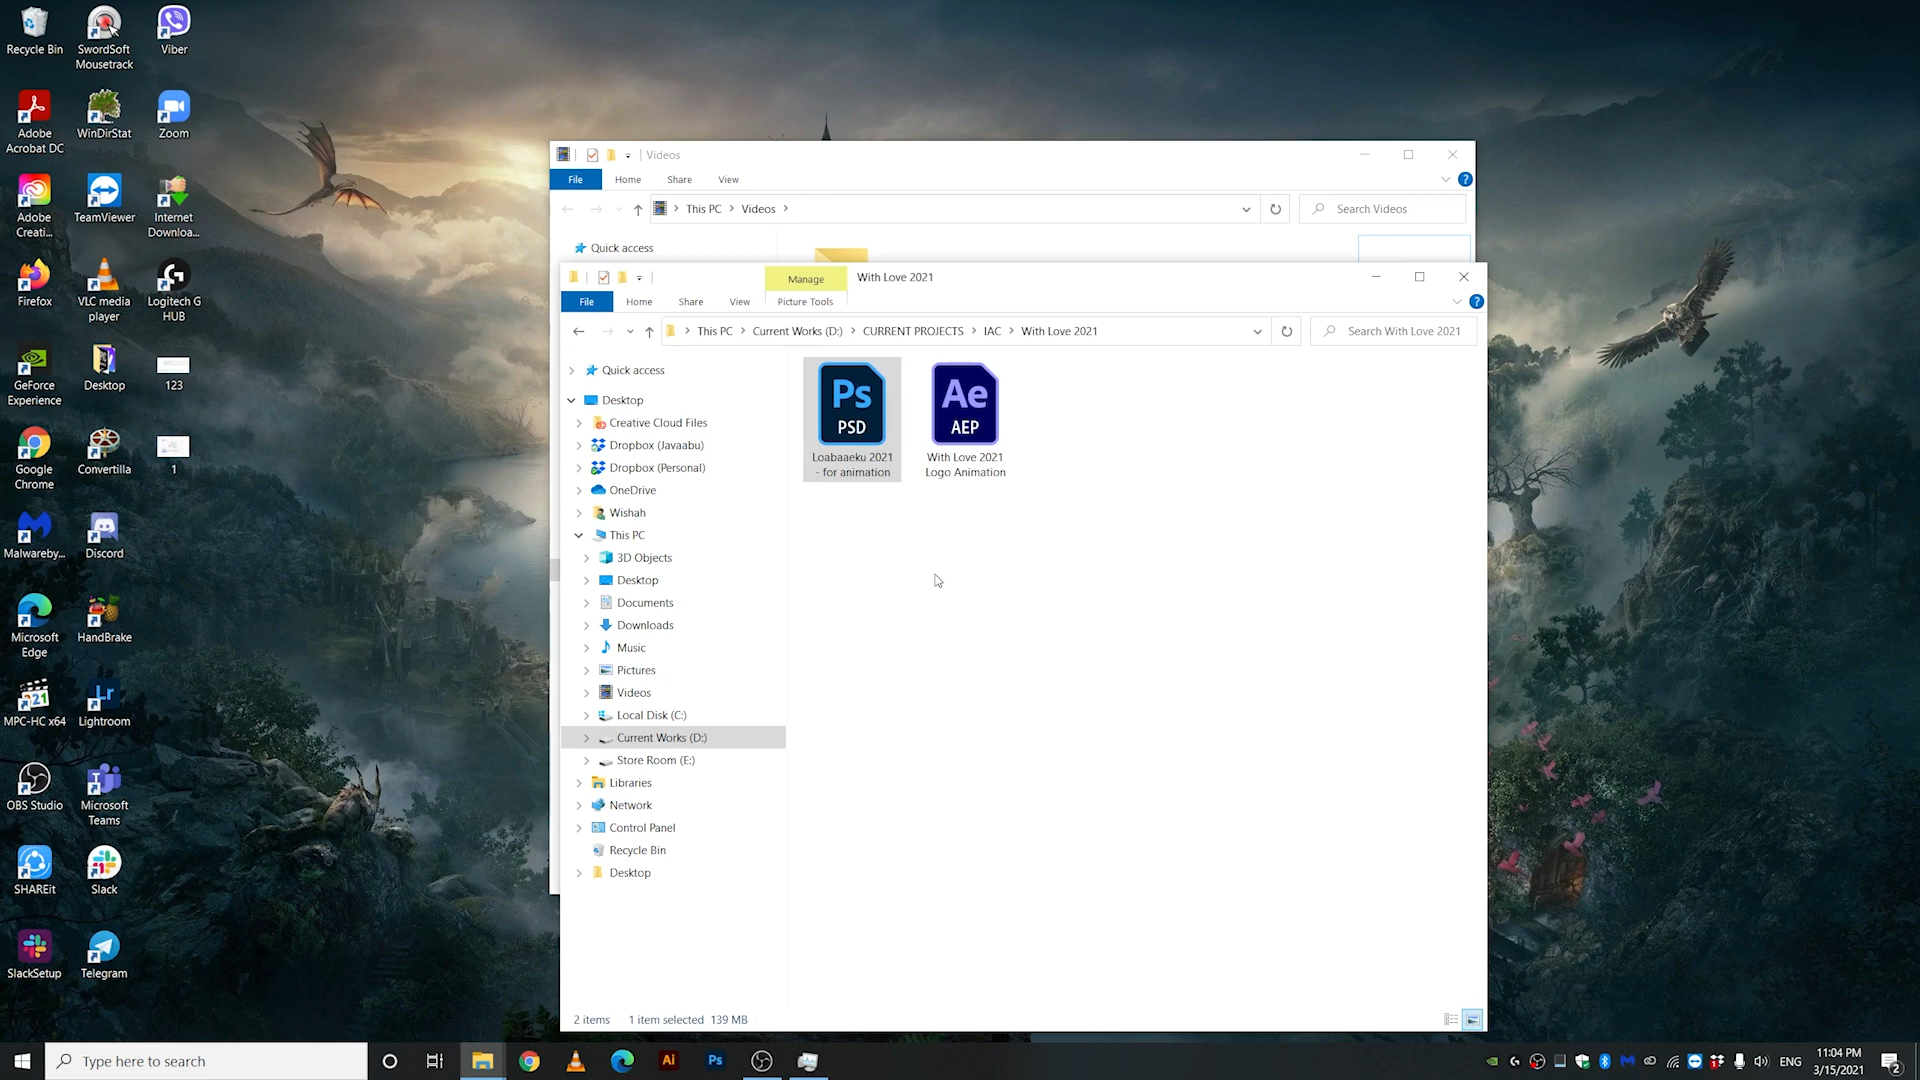 Recycle Bin
SwordSoft
Mousetrack
Viber
Adobe
Acrobat DC
WinDirStat
Zoom
Adobe
Creati...
TeamViewer
Internet
Downloa...
Firefox
VLC media
player
Logitech G
HUB
GeForce
Experience
Desktop
123
Google
Chrome
Convertilla
1
Malwareby...
Discord
Microsoft
Edge
HandBrake
MPC-HC x64
Lr
Lightroom
OBS Studio
Microsoft
Teams
SHAREit
Slack
SlackSetup
Telegram
Videos
File
Home
Share
View
This PC
Videos
Search Videos
Quick access
Manage
With Love 2021
File
Home
Share
View
Picture Tools
This PC
Current Works (D:)
CURRENT PROJECTS
IAC
With Love 2021
Search With Love 2021
Quick access
Desktop
Creative Cloud Files
Dropbox (Javaabu)
Dropbox (Personal)
OneDrive
Wishah
This PC
3D Objects
Desktop
Documents
Downloads
Music
Pictures
Videos
Local Disk (C:)
Current Works (D:)
Store Room (E:)
Libraries
Network
Control Panel
Recycle Bin
Desktop
Ps
PSD
Loabaaeku 2021
- for animation
Ae
AEP
With Love 2021
Logo Animation
2 items
1 item selected 139 MB
Type here to search
Ai
Ps
ENG
11:04 PM
3/15/2021
2